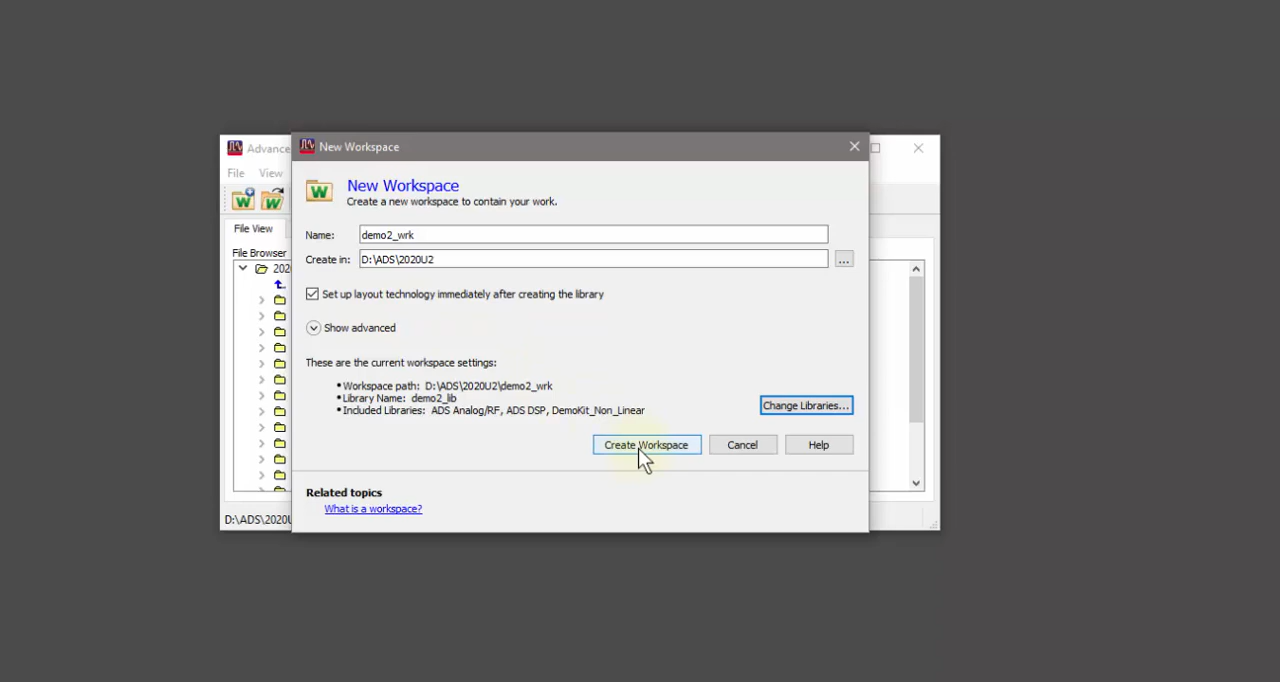 Advance
New Workspace
File View
New Workspace
Create a new workspace to contain your work.
Name: demo2_wrk
Create in: D:\ADS\2020U2 ...
Set up layout technology immediately after creating the library
Show advanced
These are the current workspace settings:
•Workspace path: D:\ADS\2020U2\demo2_wrk
•Library Name: demo2_lib
•Included Libraries: ADS Analog/RF, ADS DSP, DemoKit_Non_Linear
Change Libraries...
Create Workspace Cancel Help
Related topics
What is a workspace?
File View
File Browser
202
D:\ADS\2020U